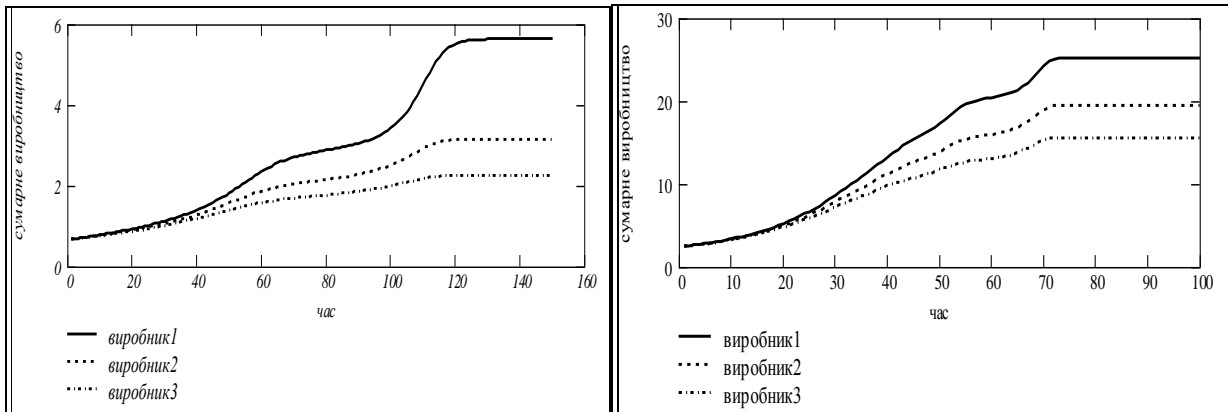 сумарне виробництво
6
4
2
0
0 20 40 60 80 100 120 140 160
час
виробник1
виробник2
виробник3
сумарне виробництво
30
20
10
0
0 10 20 30 40 50 60 70 80 90 100
час
виробник1
виробник2
виробник3